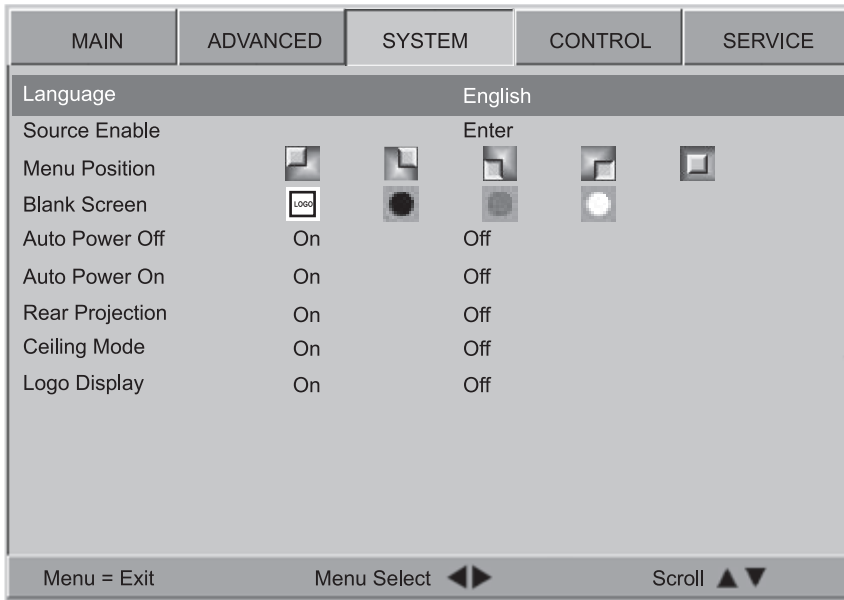 MAIN ADVANCED SYSTEM CONTROL SERVICE
Language English
Source Enable Enter
Menu Position
Blank Screen LOGO
Auto Power Off On Off
Auto Power On On Off
Rear Projection On Off
Ceiling Mode On Off
Logo Display On Off
Menu = Exit Menu Select ◀▶ Scroll ▲▼